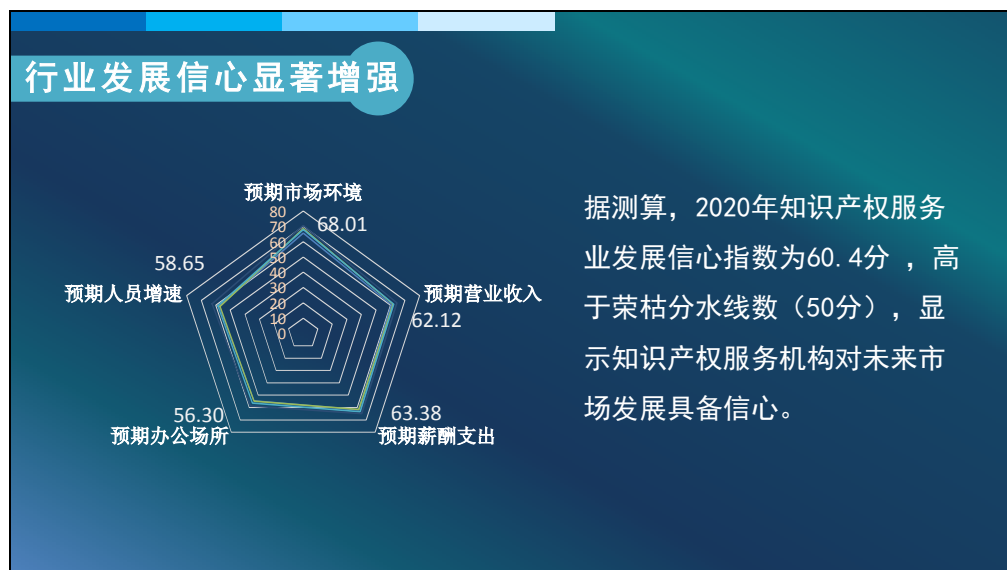 行业发展信心显著增强
预期市场环境
80
70
60
50
40
30
20
10
0
68.01
58.65
预期人员增速
预期营业收入
62.12
56.30
预期办公场所
63.38
预期薪酬支出
据测算，2020年知识产权服务
业发展信心指数为60.4分 ，高
于荣枯分水线数（50分），显
示知识产权服务机构对未来市
场发展具备信心。